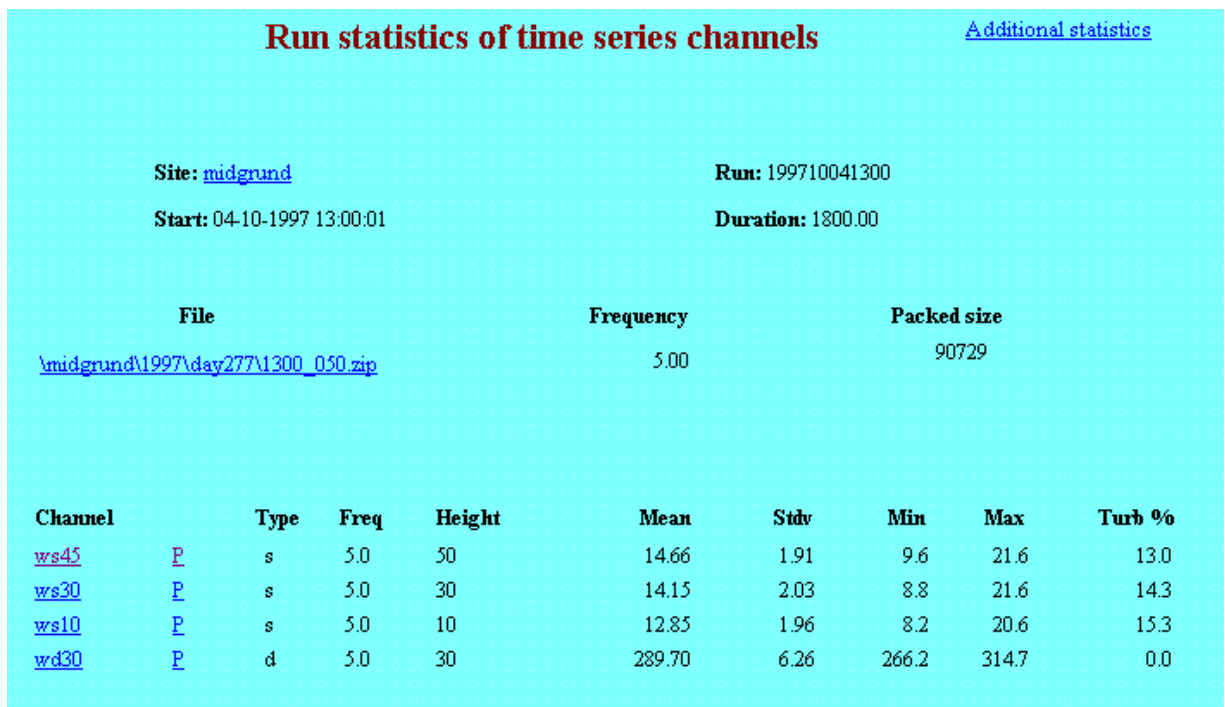 Run statistics of time series channels Additional statistics
Site: midgrund Run: 199710041300
Start: 04-10-1997 13:00:01 Duration: 1800.00
File Frequency Packed size
\midgrund\1997\day277\1300_050.zip 5.00 90729
Channel Type Freq Height Mean Stdv Min Max Turb %
ws45 P s 5.0 50 14.66 1.91 9.6 21.6 13.0
ws30 P s 5.0 30 14.15 2.03 8.8 21.6 14.3
ws10 P s 5.0 10 12.85 1.96 8.2 20.6 15.3
wd30 P d 5.0 30 289.70 6.26 266.2 314.7 0.0